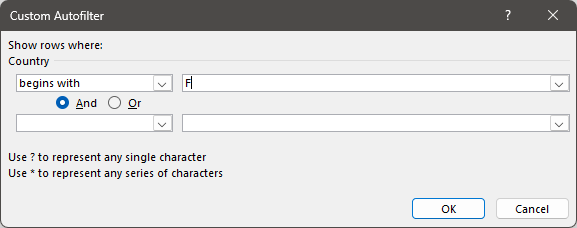 Custom Autofilter ?
Show rows where:
Country
begins with F
And Or
Use ? to represent any single character
Use * to represent any series of characters
OK Cancel